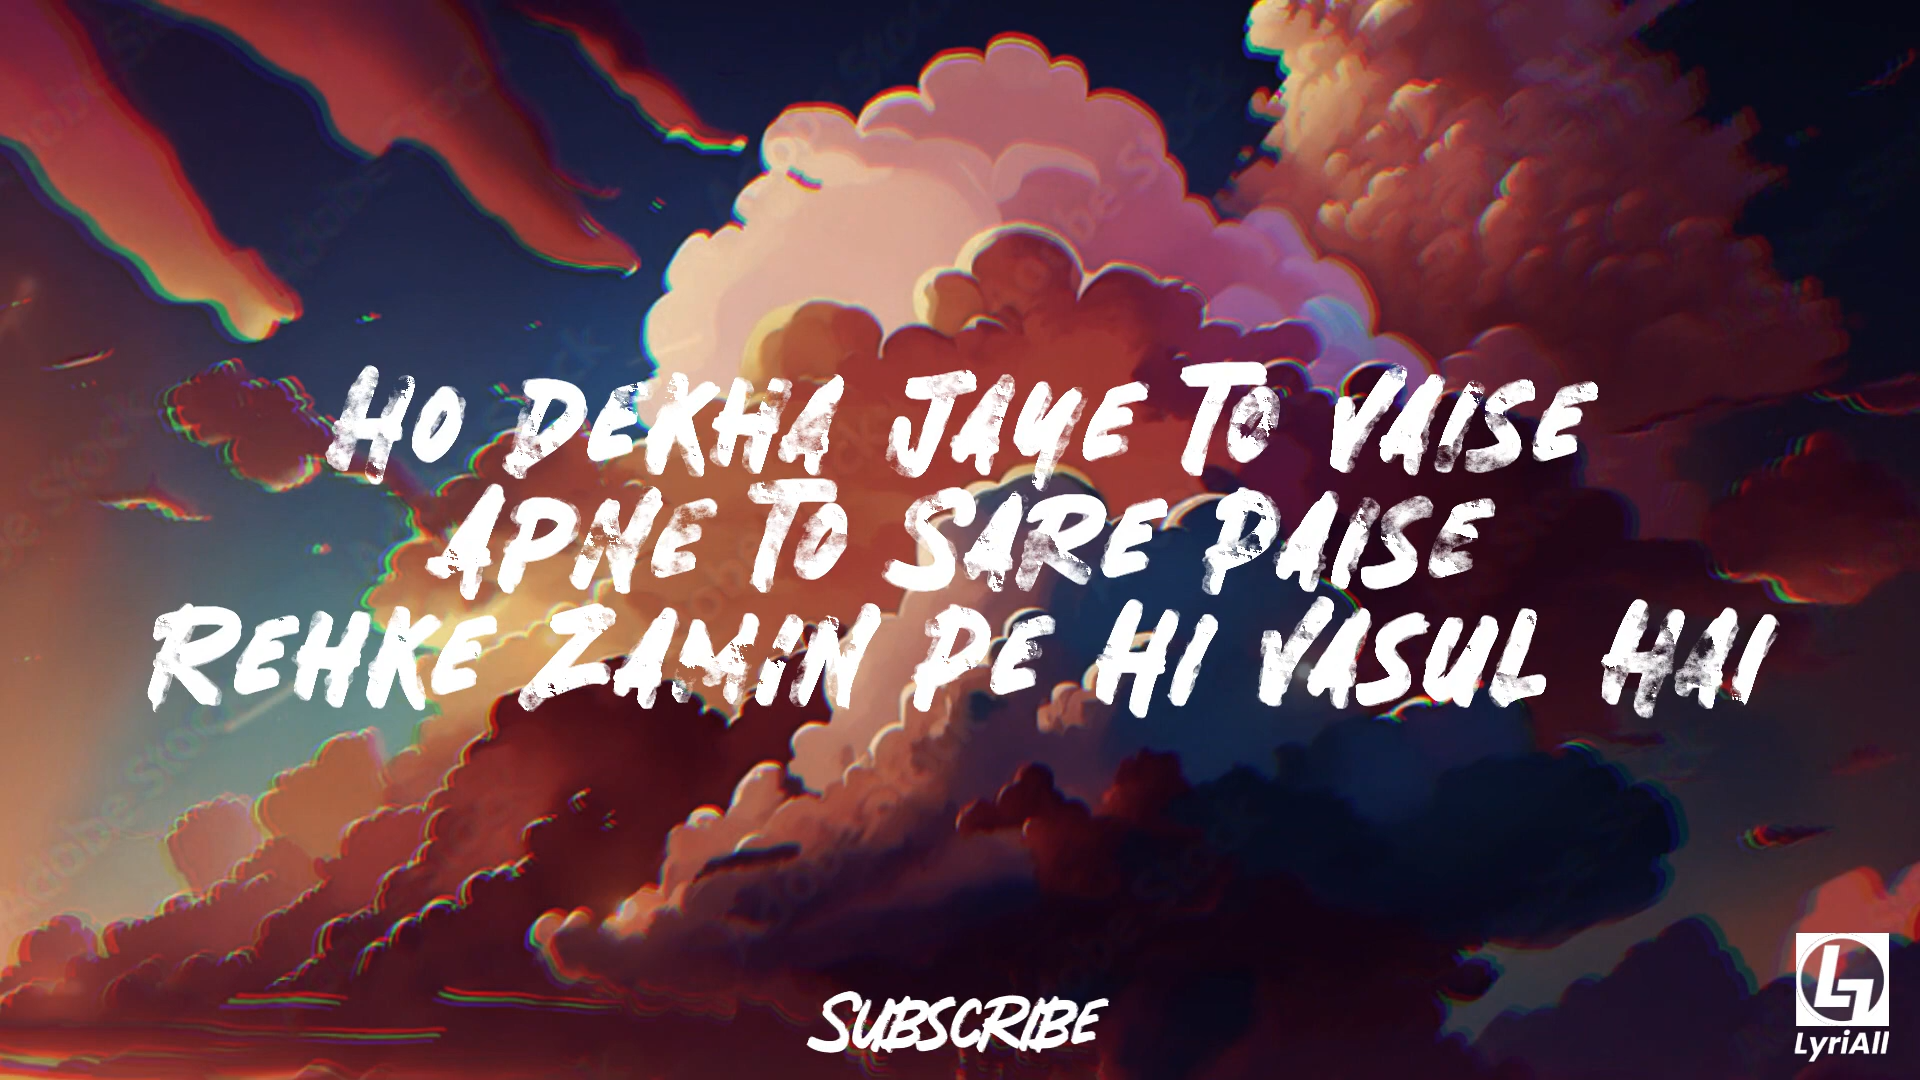 Ho Dekha Jaye To Vaise
Apne To Sare Paise
Rehke Zamin Pe Hi Vasul Hai
Subscribe
LyriAll